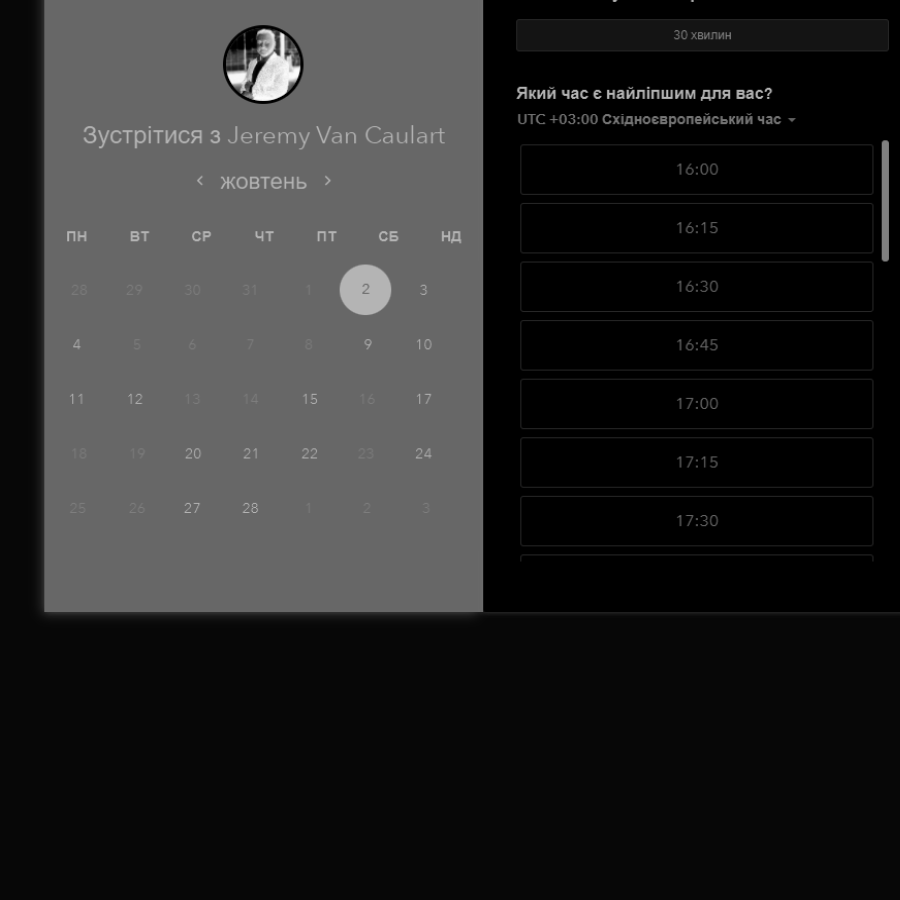 30 хвилин
Який час є найліпшим для вас?
UTC +03:00 Східноєвропейський час
Зустрітися з Jeremy Van Caulart
жовтень
ПН ВТ СР ЧТ ПТ СБ НД
28 29 30 31 1 2 3
4 5 6 7 8 9 10
11 12 13 14 15 16 17
18 19 20 21 22 23 24
25 26 27 28 1 2 3
16:00
16:15
16:30
16:45
17:00
17:15
17:30